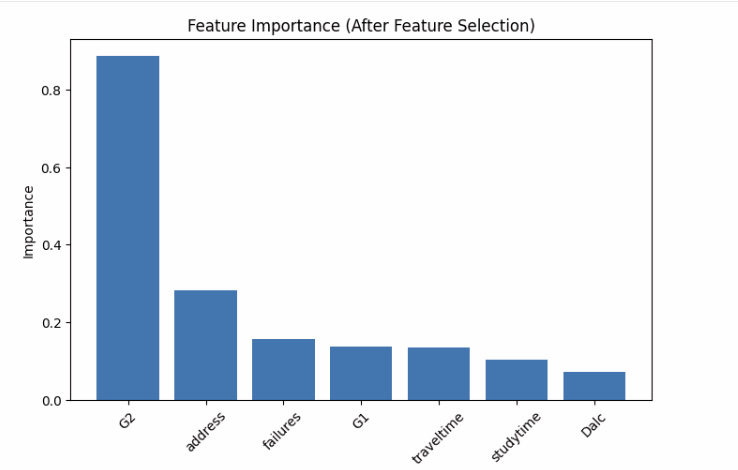 Feature Importance (After Feature Selection)
Importance
0.8
0.6
0.4
0.2
0.0
G2
address
failures
G1
traveltime
studytime
Dalc